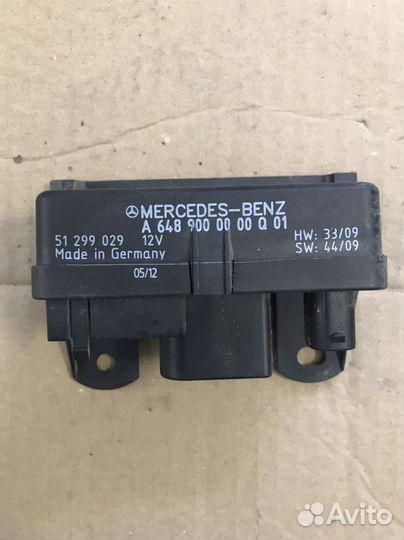 MERCEDES-BENZ
A 648 900 00 00 Q 01
51 299 029 12V
Made in Germany
05/12
HW: 33/09
SW: 44/09
Avito